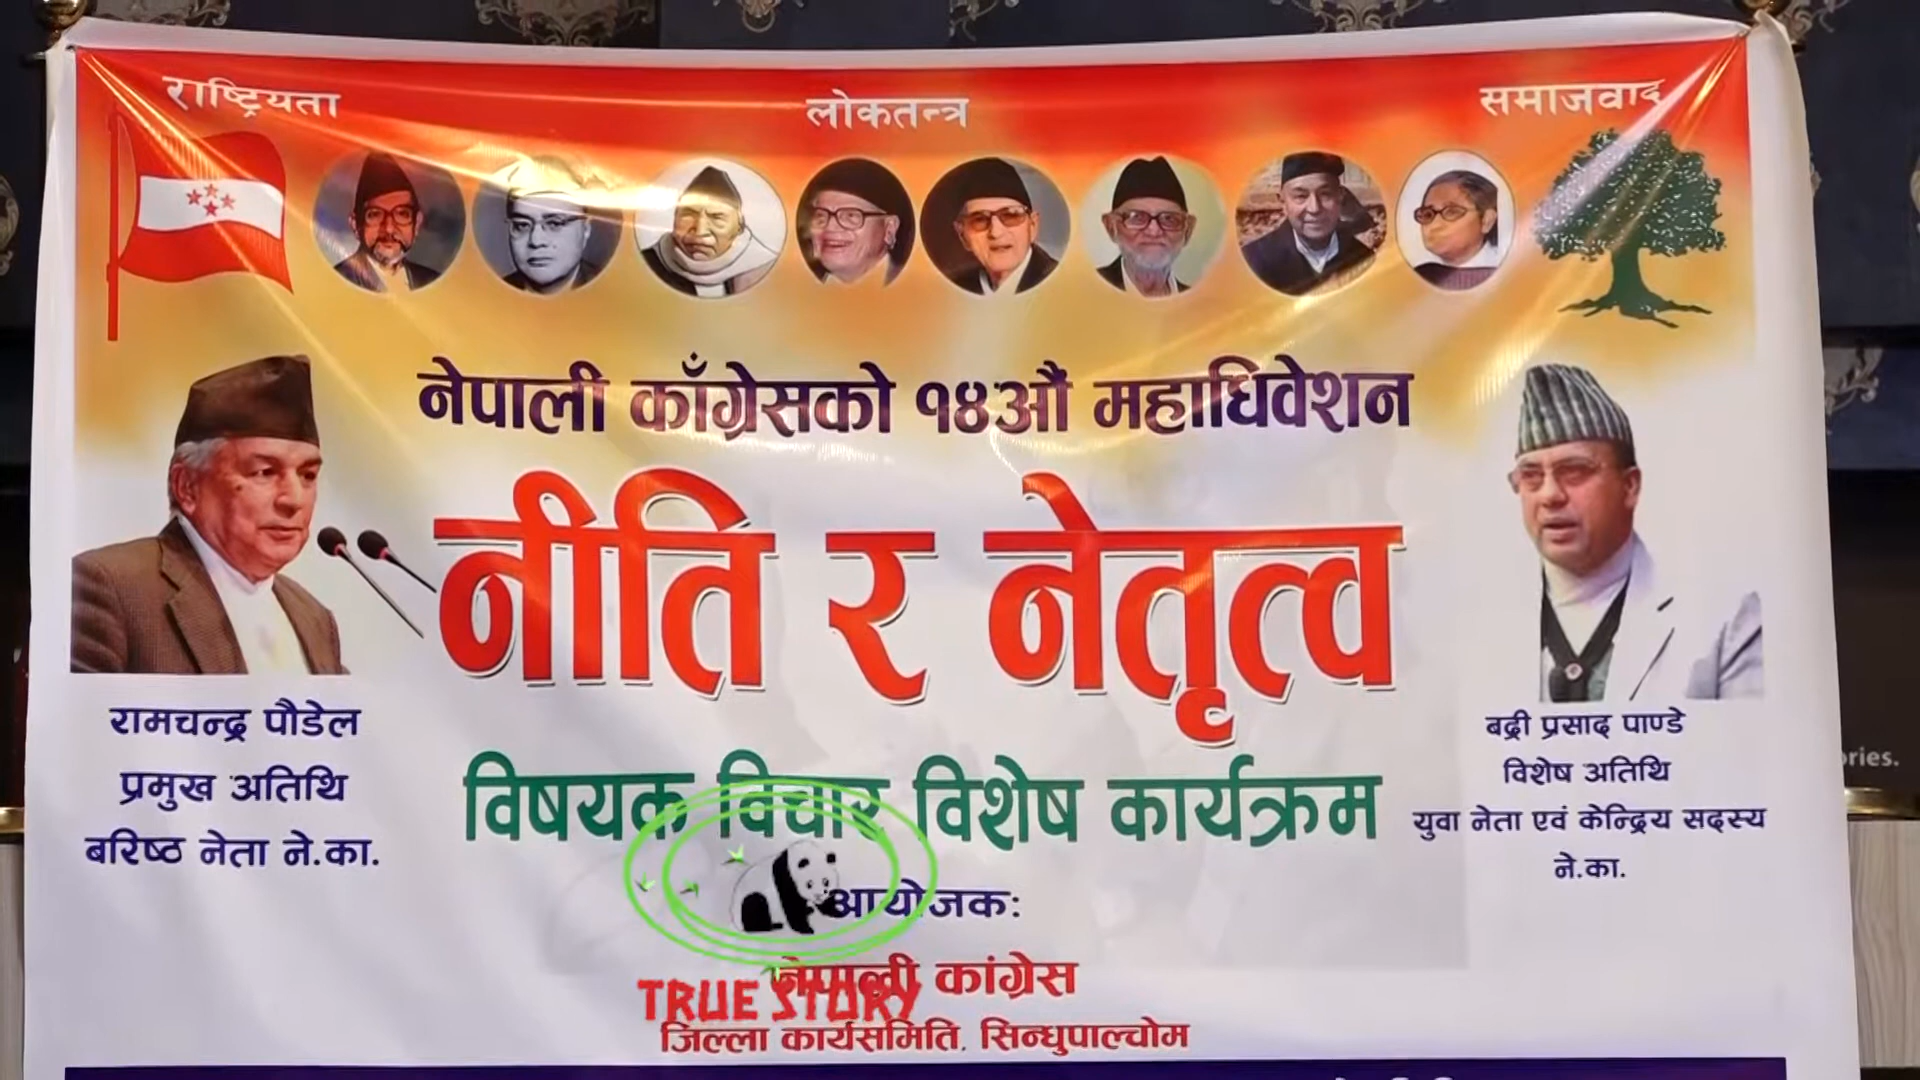 राष्ट्रियता
लोकतन्त्र
समाजवाद
नेपाली काँग्रेसको १४औं महाधिवेशन
नीति र नेतृत्व
विषयक विचार विशेष कार्यक्रम
रामचन्द्र पौडेल
प्रमुख अतिथि
बरिष्ठ नेता ने.का.
बद्री प्रसाद पाण्डे
विशेष अतिथि
युवा नेता एवं केन्द्रिय सदस्य
ने.का.
आयोजक:
नेपाली कांग्रेस
TRUE STORY
जिल्ला कार्यसमिति, सिन्धुपाल्चोम